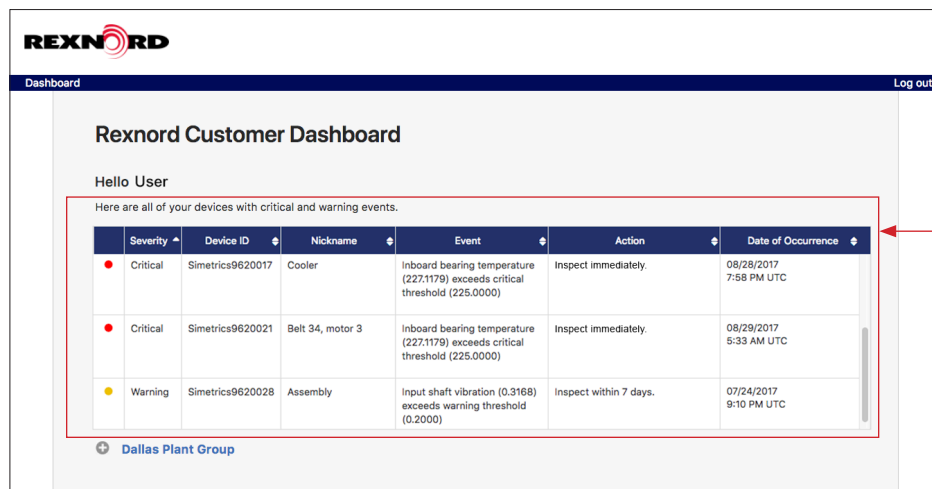 REXNORD
Dashboard Log out
Rexnord Customer Dashboard
Hello User
Here are all of your devices with critical and warning events.
Severity Device ID Nickname Event Action Date of Occurrence
Critical Simetrics9620017 Cooler Inboard bearing temperature Inspect immediately. 08/28/2017
(227.1179) exceeds critical 7:58 PM UTC
threshold (225.0000)
Critical Simetrics9620021 Belt 34, motor 3 Inboard bearing temperature Inspect immediately. 08/29/2017
(227.1179) exceeds critical 5:33 AM UTC
threshold (225.0000)
Warning Simetrics9620028 Assembly Input shaft vibration (0.3168) Inspect within 7 days. 07/24/2017
exceeds warning threshold 9:10 PM UTC
(0.2000)
Dallas Plant Group